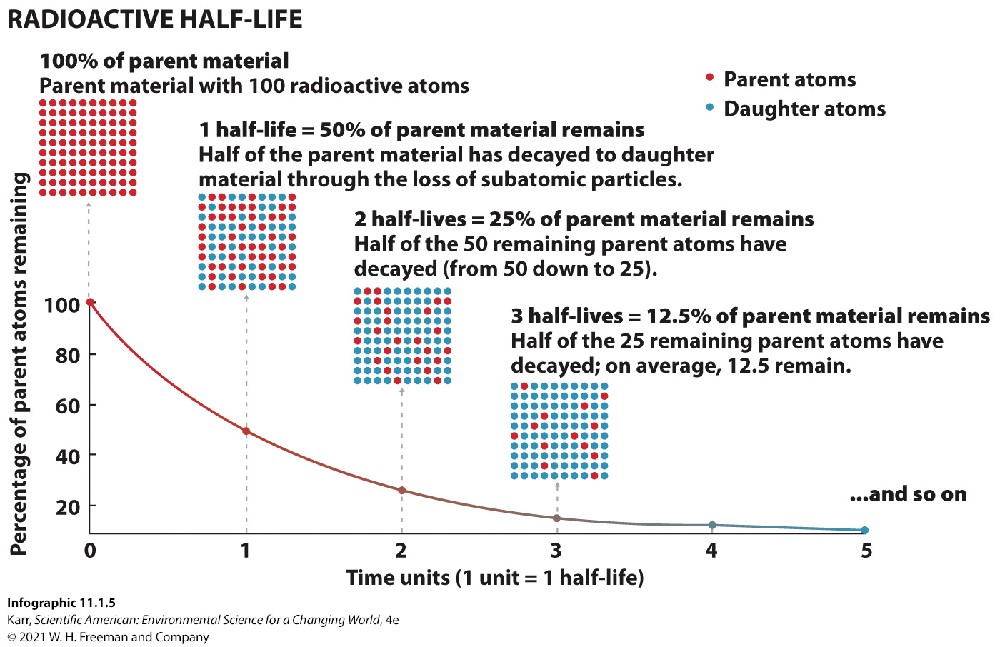 RADIOACTIVE HALF-LIFE
100% of parent material
Parent material with 100 radioactive atoms
Parent atoms
Daughter atoms
1 half-life = 50% of parent material remains
Half of the parent material has decayed to daughter
material through the loss of subatomic particles.
2 half-lives = 25% of parent material remains
Half of the 50 remaining parent atoms have
decayed (from 50 down to 25).
3 half-lives = 12.5% of parent material remains
Half of the 25 remaining parent atoms have
decayed; on average, 12.5 remain.
...and so on
Percentage of parent atoms remaining
100
80
60
40
20
0 1 2 3 4 5
Time units (1 unit = 1 half-life)
Infographic 11.1.5
Karr, Scientific American: Environmental Science for a Changing World, 4e
© 2021 W. H. Freeman and Company